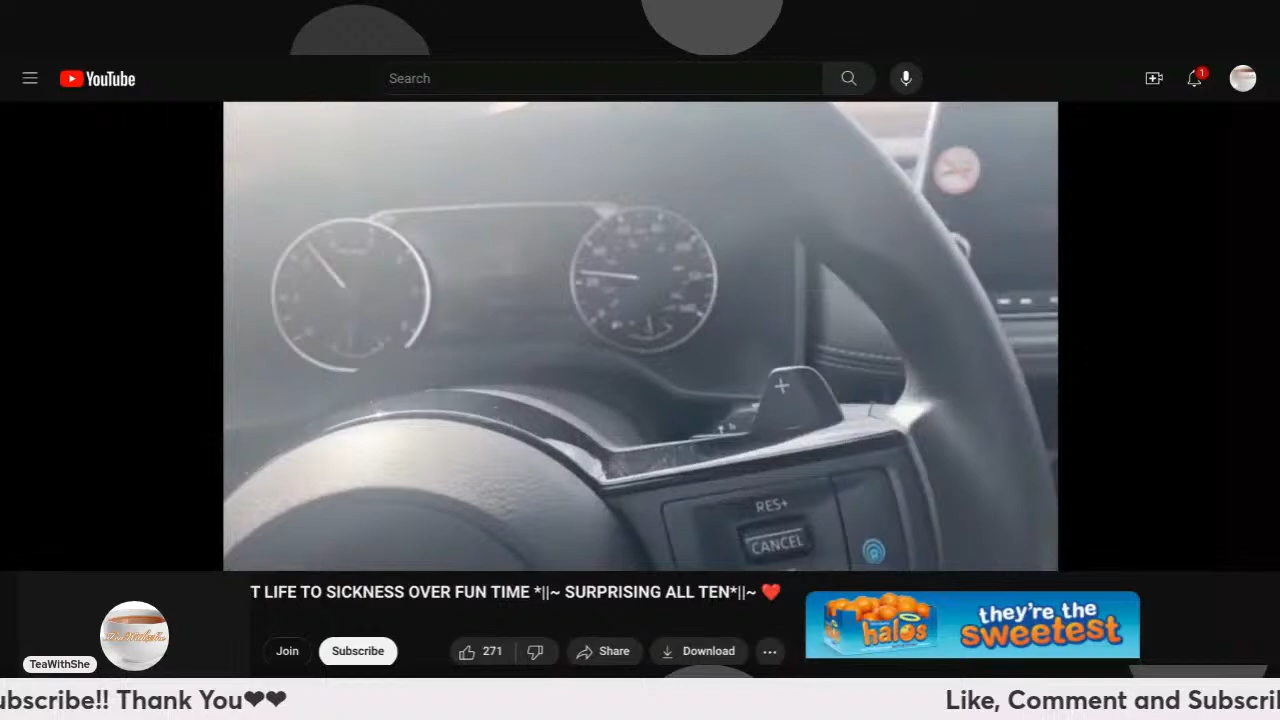 YouTube
Search
1
+
RES+
CANCEL
T LIFE TO SICKNESS OVER FUN TIME *||~ SURPRISING ALL TEN*||~ ❤️
TeaWithShe
Join
Subscribe
271
Share
Download
halos
they're the
sweetest
ubscribe!! Thank You❤❤
Like, Comment and Subscri